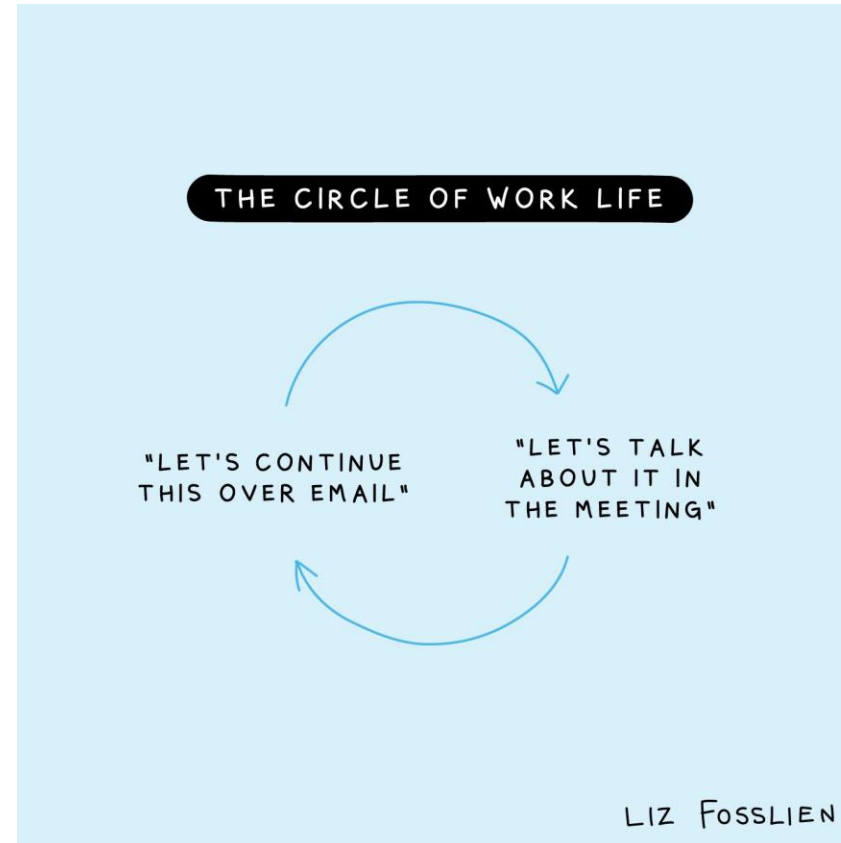 THE CIRCLE OF WORK LIFE
"LET'S CONTINUE
THIS OVER EMAIL"
"LET'S TALK
ABOUT IT IN
THE MEETING"
LIZ FOSSLIEN